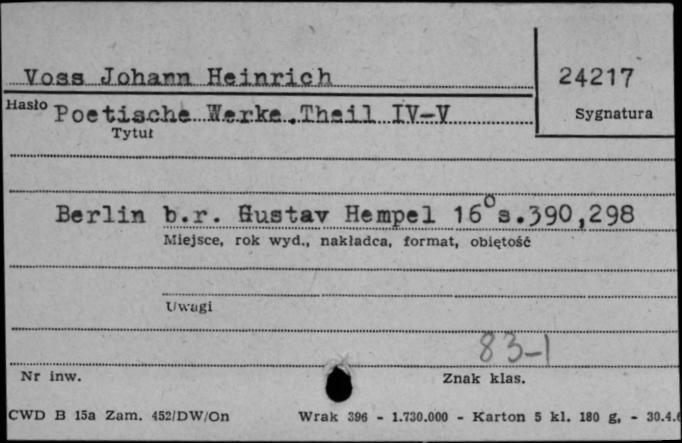 Voss Johann Heinrich
24217
Hasło
Sygnatura
Poetische Werke.Theil IV-V
Tytuł
Berlin b.r. Gustav Hempel 16° s.390,298
Miejsce, rok wyd., nakładca, format, objętość
Uwagi
83-1
Nr inw.
Znak klas.
CWD B 15a Zam. 452/DW/On
Wrak 396 - 1.730.000 - Karton 5 kl. 180 g, - 30.4.